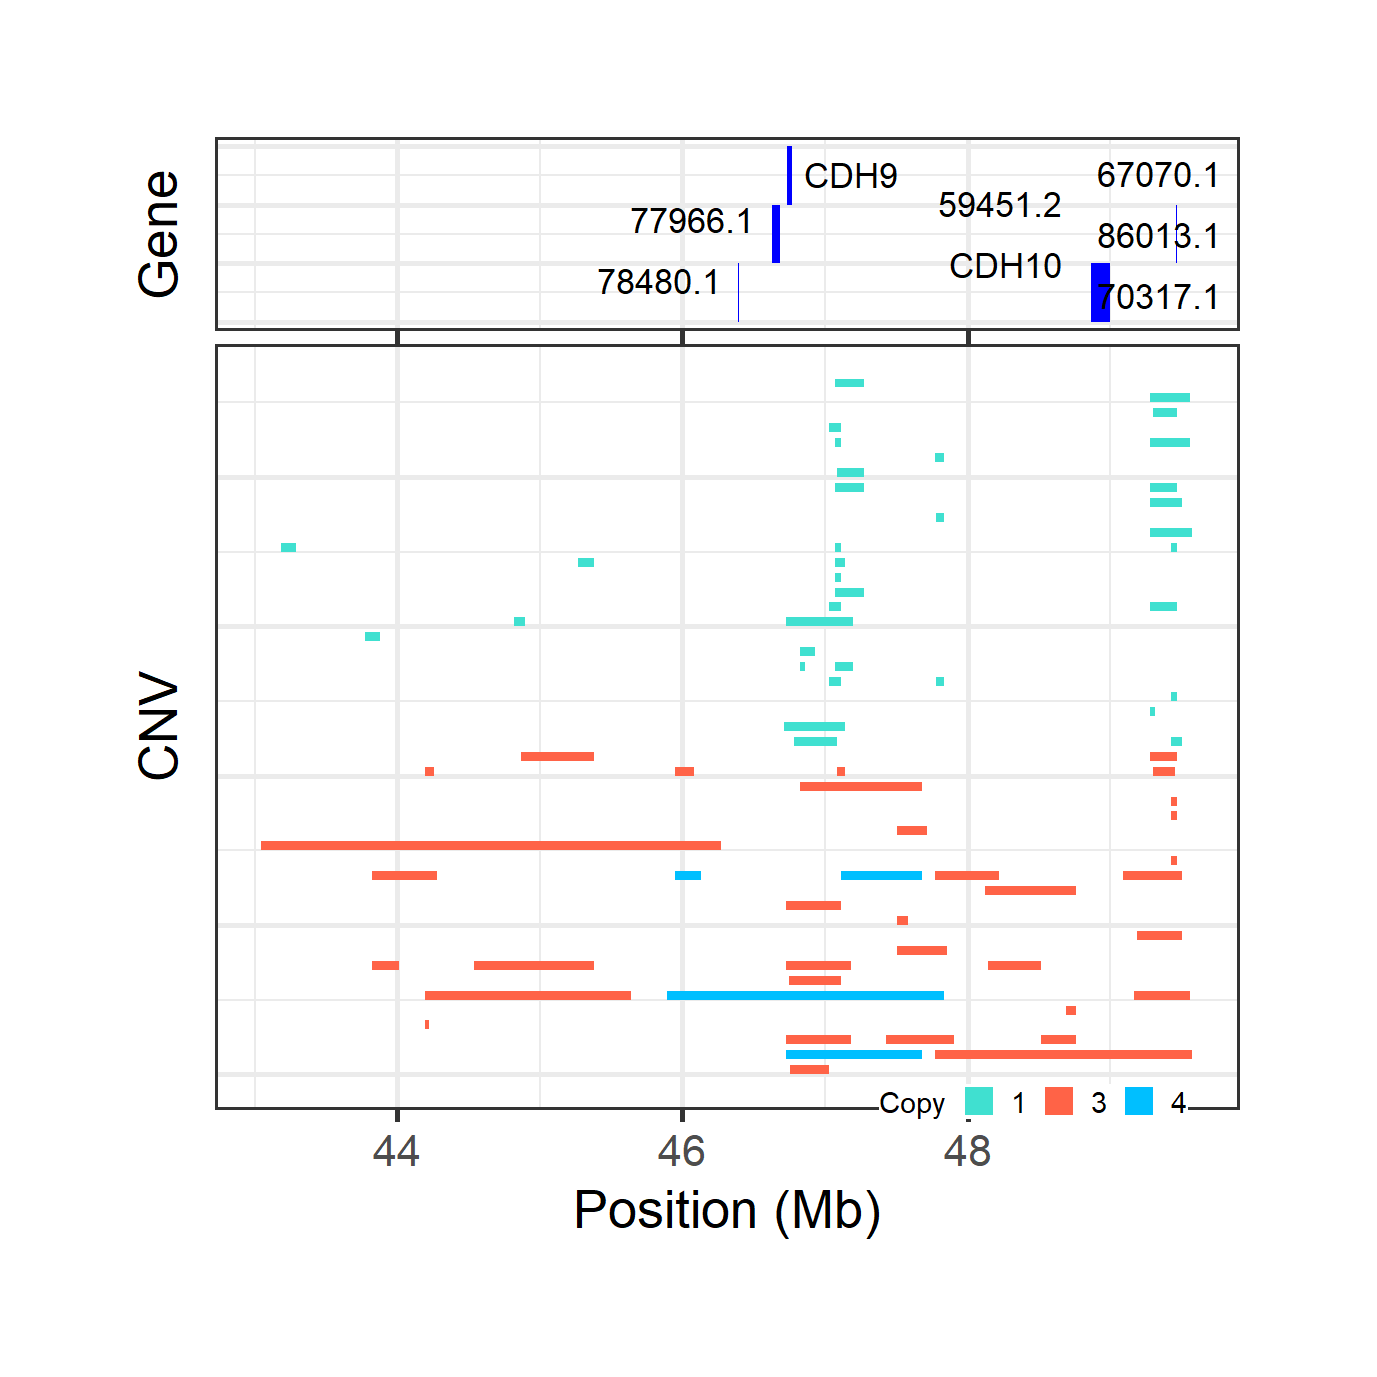 Gene
CDH9
67070.1
59451.2
77966.1
86013.1
CDH10
78480.1
70317.1
CNV
Copy 1 3 4
44 46 48
Position (Mb)